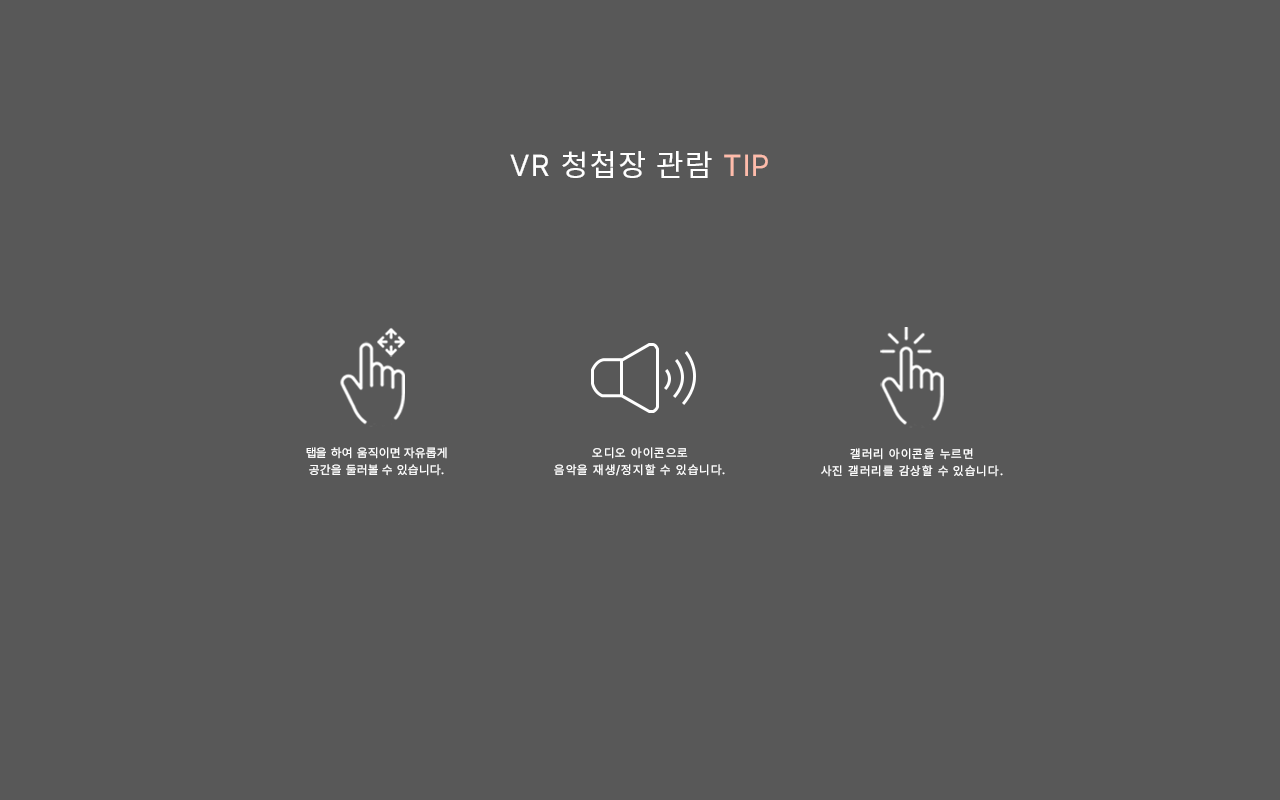 VR 청첩장 관람 TIP
탭을 하여 움직이면 자유롭게
공간을 둘러볼 수 있습니다.
오디오 아이콘으로
음악을 재생/정지할 수 있습니다.
갤러리 아이콘을 누르면
사진 갤러리를 감상할 수 있습니다.